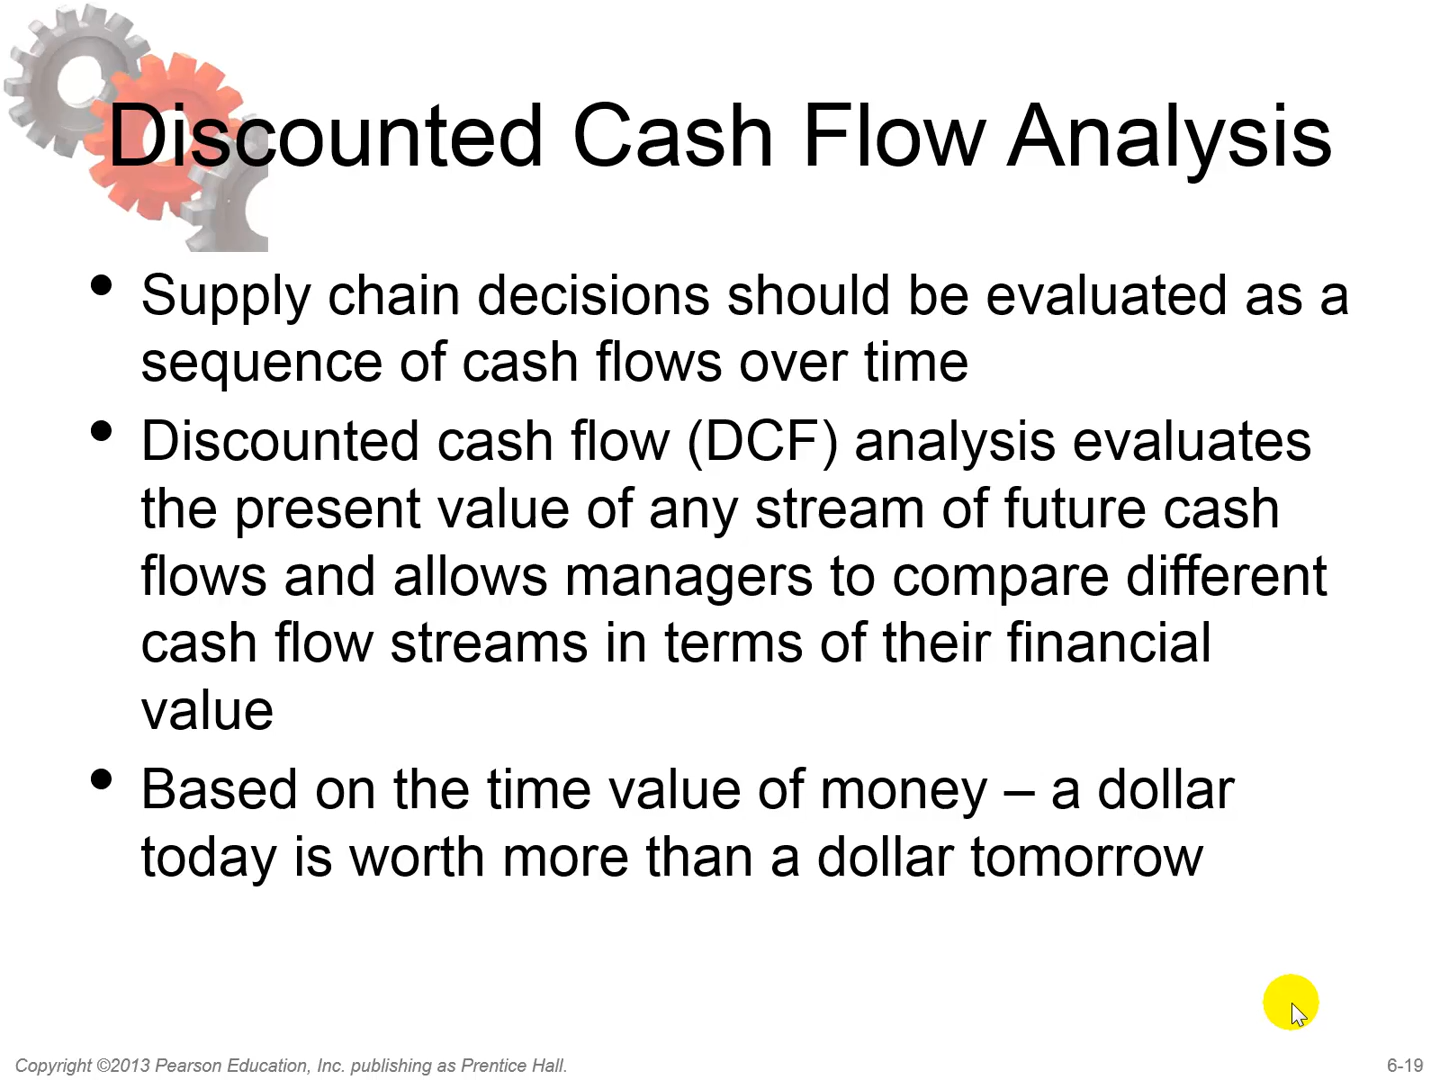 Discounted Cash Flow Analysis
• Supply chain decisions should be evaluated as a
sequence of cash flows over time
• Discounted cash flow (DCF) analysis evaluates
the present value of any stream of future cash
flows and allows managers to compare different
cash flow streams in terms of their financial
value
• Based on the time value of money – a dollar
today is worth more than a dollar tomorrow
Copyright ©2013 Pearson Education, Inc. publishing as Prentice Hall.
6-19